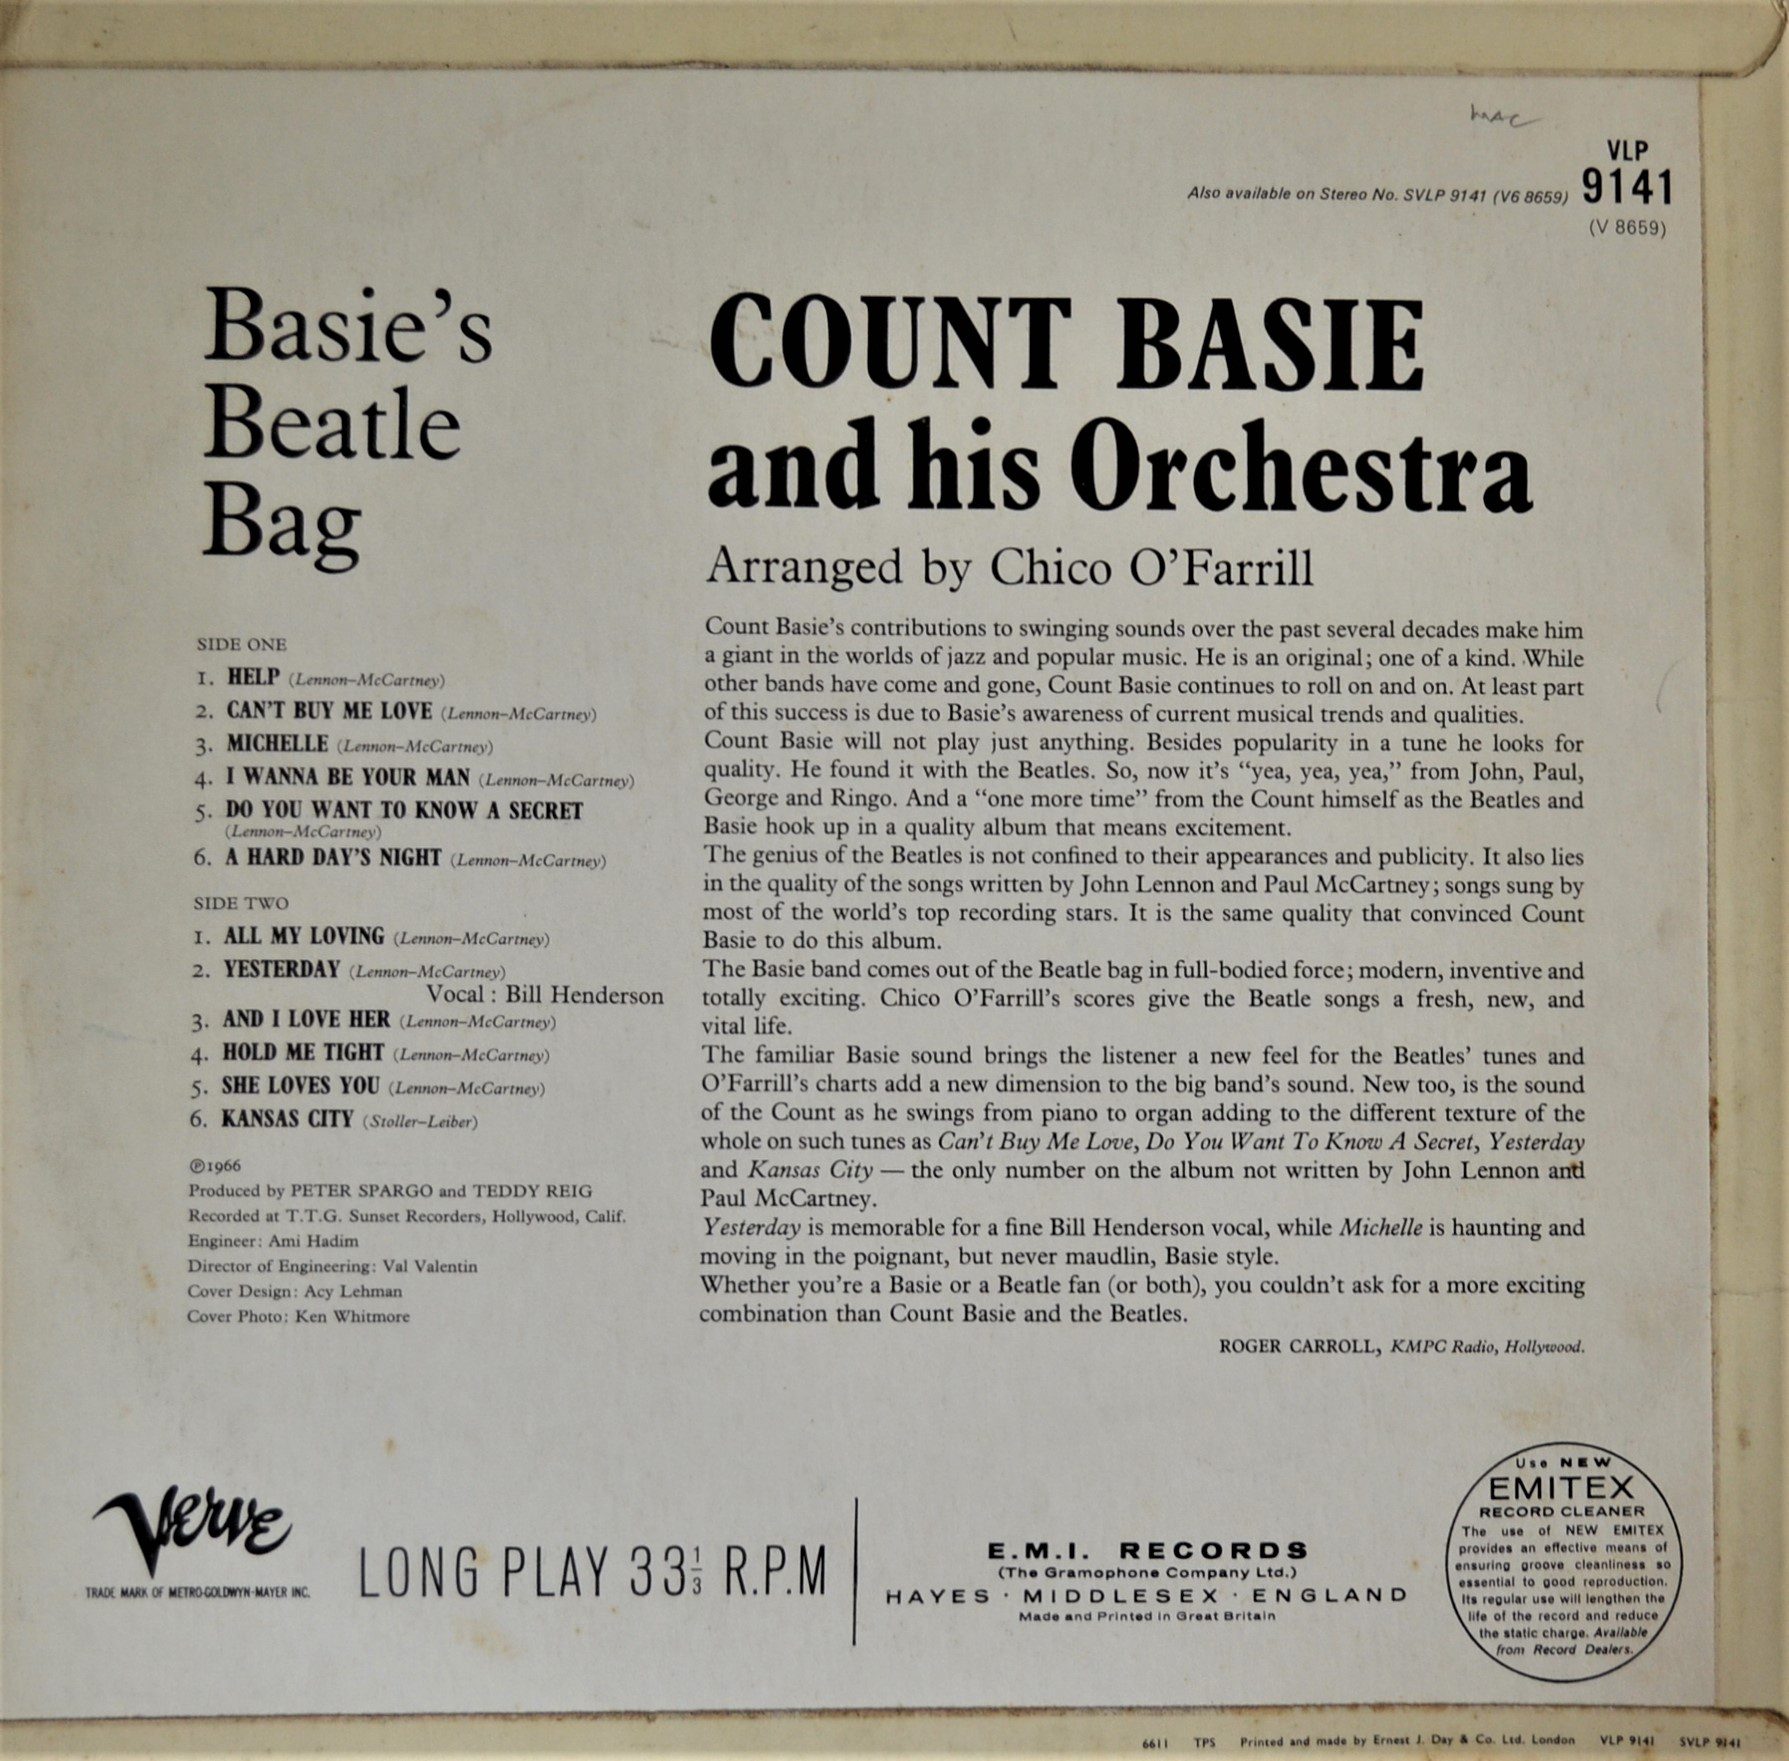 mac
VLP
Also available on Stereo No. SVLP 9141 (V6 8659) 9141
(V 8659)
Basie's
Beatle
Bag
SIDE ONE
1. HELP (Lennon–McCartney)
2. CAN'T BUY ME LOVE (Lennon–McCartney)
3. MICHELLE (Lennon–McCartney)
4. I WANNA BE YOUR MAN (Lennon–McCartney)
5. DO YOU WANT TO KNOW A SECRET
(Lennon–McCartney)
6. A HARD DAY'S NIGHT (Lennon–McCartney)
SIDE TWO
1. ALL MY LOVING (Lennon–McCartney)
2. YESTERDAY (Lennon–McCartney)
Vocal : Bill Henderson
3. AND I LOVE HER (Lennon–McCartney)
4. HOLD ME TIGHT (Lennon–McCartney)
5. SHE LOVES YOU (Lennon–McCartney)
6. KANSAS CITY (Stoller–Leiber)
℗1966
Produced by PETER SPARGO and TEDDY REIG
Recorded at T.T.G. Sunset Recorders, Hollywood, Calif.
Engineer: Ami Hadim
Director of Engineering: Val Valentin
Cover Design: Acy Lehman
Cover Photo: Ken Whitmore
COUNT BASIE
and his Orchestra
Arranged by Chico O'Farrill
Count Basie's contributions to swinging sounds over the past several decades make him
a giant in the worlds of jazz and popular music. He is an original; one of a kind. While
other bands have come and gone, Count Basie continues to roll on and on. At least part
of this success is due to Basie's awareness of current musical trends and qualities.
Count Basie will not play just anything. Besides popularity in a tune he looks for
quality. He found it with the Beatles. So, now it's “yea, yea, yea,” from John, Paul,
George and Ringo. And a “one more time” from the Count himself as the Beatles and
Basie hook up in a quality album that means excitement.
The genius of the Beatles is not confined to their appearances and publicity. It also lies
in the quality of the songs written by John Lennon and Paul McCartney; songs sung by
most of the world's top recording stars. It is the same quality that convinced Count
Basie to do this album.
The Basie band comes out of the Beatle bag in full-bodied force; modern, inventive and
totally exciting. Chico O'Farrill's scores give the Beatle songs a fresh, new, and
vital life.
The familiar Basie sound brings the listener a new feel for the Beatles' tunes and
O'Farrill's charts add a new dimension to the big band's sound. New too, is the sound
of the Count as he swings from piano to organ adding to the different texture of the
whole on such tunes as Can't Buy Me Love, Do You Want To Know A Secret, Yesterday
and Kansas City — the only number on the album not written by John Lennon and
Paul McCartney.
Yesterday is memorable for a fine Bill Henderson vocal, while Michelle is haunting and
moving in the poignant, but never maudlin, Basie style.
Whether you're a Basie or a Beatle fan (or both), you couldn't ask for a more exciting
combination than Count Basie and the Beatles.
ROGER CARROLL, KMPC Radio, Hollywood.
Verve
TRADE MARK OF METRO-GOLDWYN-MAYER INC.
LONG PLAY 33⅓ R.P.M
E.M.I. RECORDS
(The Gramophone Company Ltd.)
HAYES · MIDDLESEX · ENGLAND
Made and Printed in Great Britain
Use NEW
EMITEX
RECORD CLEANER
The use of NEW EMITEX
provides an effective means of
ensuring groove cleanliness so
essential to good reproduction.
Its regular use will lengthen the
life of the record and reduce
the static charge. Available
from Record Dealers.
6611 TPS Printed and made by Ernest J. Day & Co. Ltd. London VLP 9141 SVLP 9141